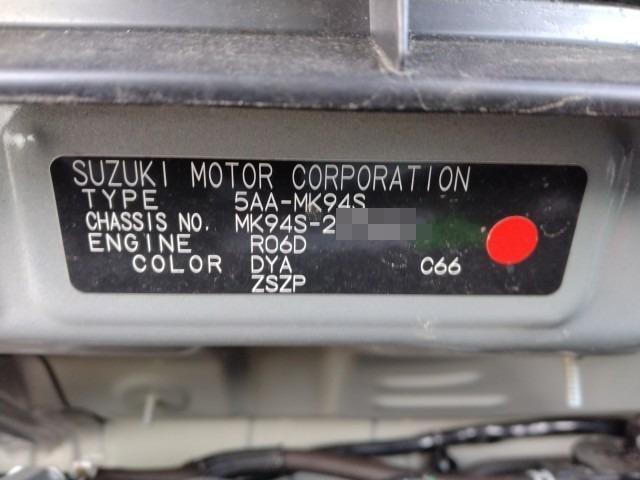 SUZUKI MOTOR CORPORATION
TYPE 5AA-MK94S
CHASSIS NO. MK94S-2
ENGINE R06D
COLOR DYA C66
ZSZP